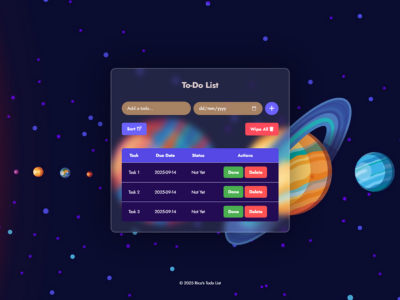 To-Do List
Add a todo... dd/mm/yyyy +
Sort Wipe All
Task Due Date Status Actions
Task 1 2025-09-14 Not Yet Done Delete
Task 2 2025-09-14 Not Yet Done Delete
Task 3 2025-09-14 Not Yet Done Delete
© 2025 Rico's Todo List